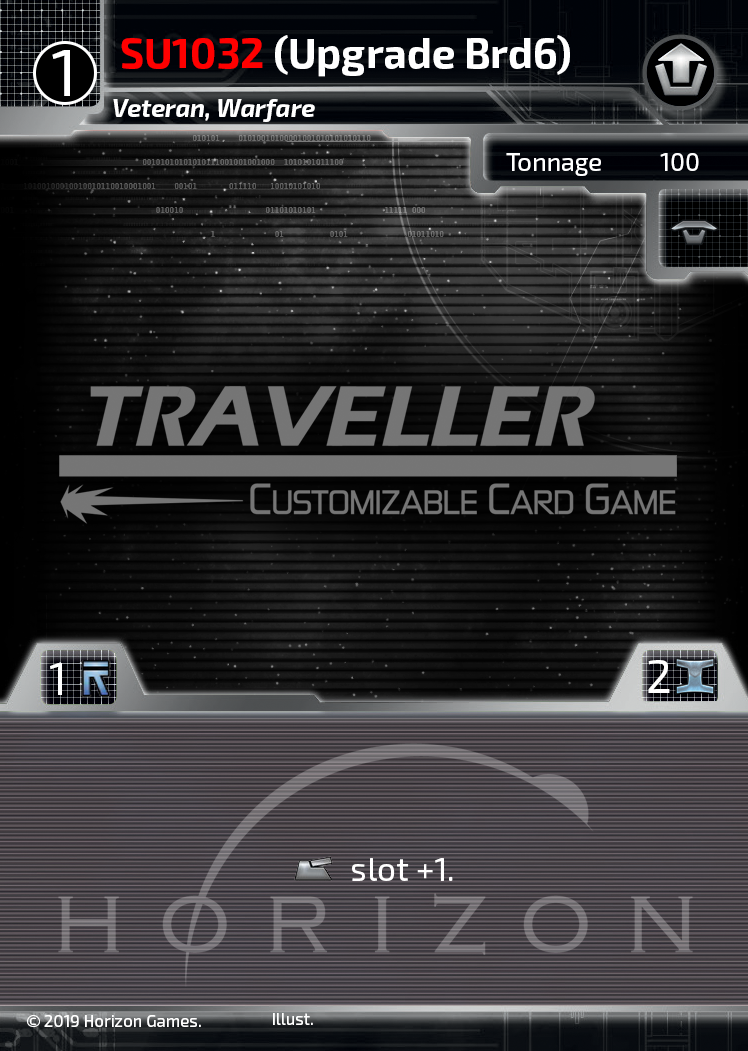 1
SU1032 (Upgrade Brd6)
Veteran, Warfare
Tonnage 100
TRAVELLER
CUSTOMIZABLE CARD GAME
1
2
slot +1.
HORIZON
© 2019 Horizon Games. Illust.